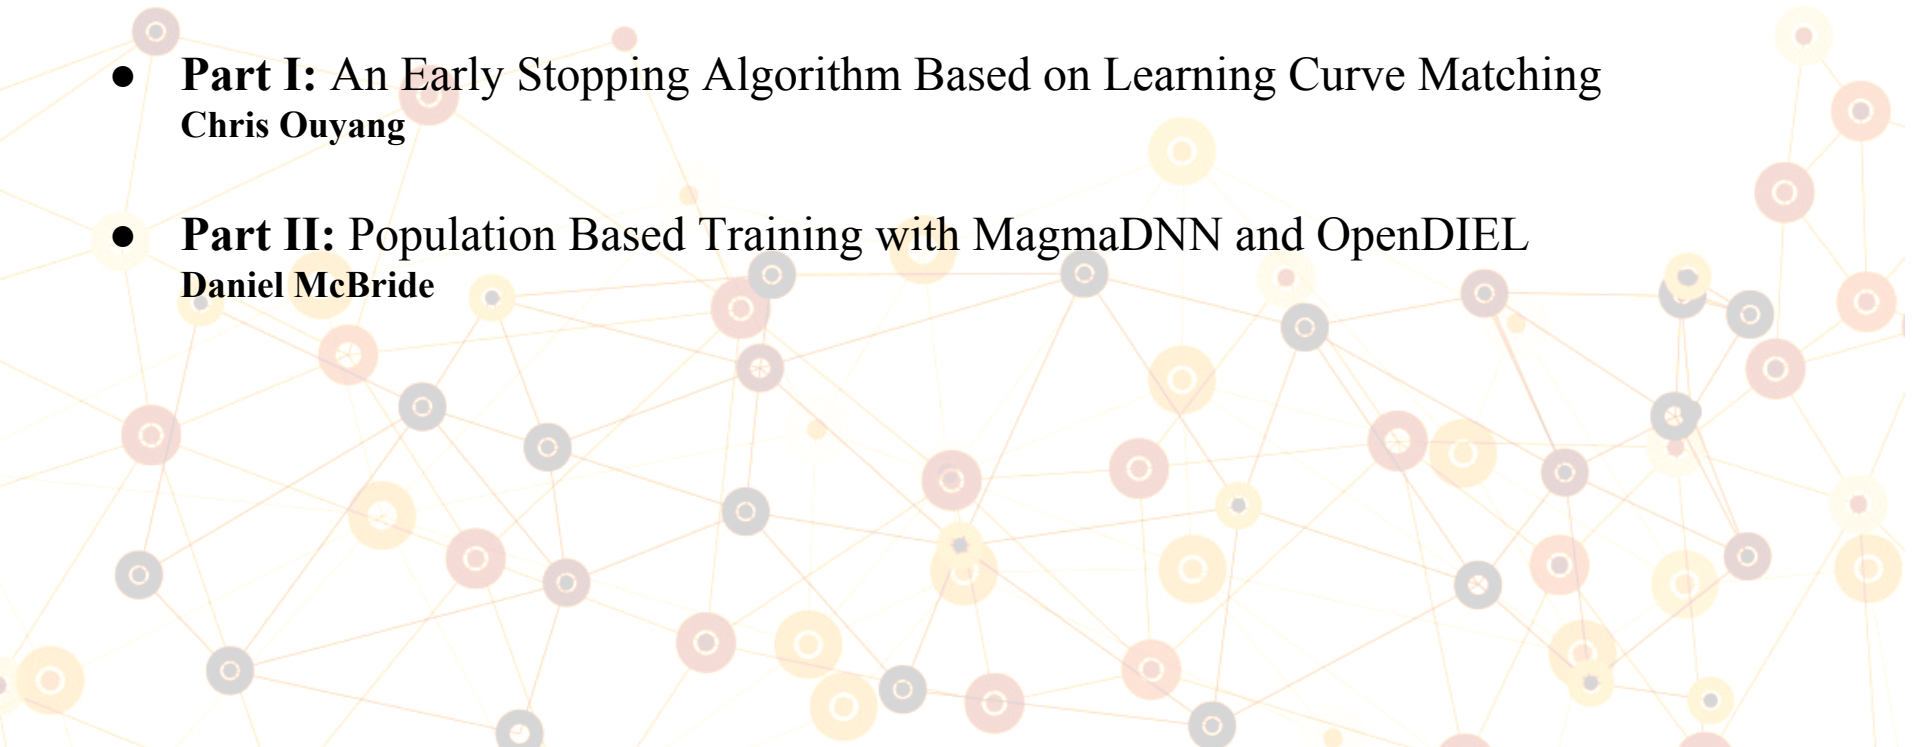 ● Part I: An Early Stopping Algorithm Based on Learning Curve Matching
Chris Ouyang
● Part II: Population Based Training with MagmaDNN and OpenDIEL
Daniel McBride